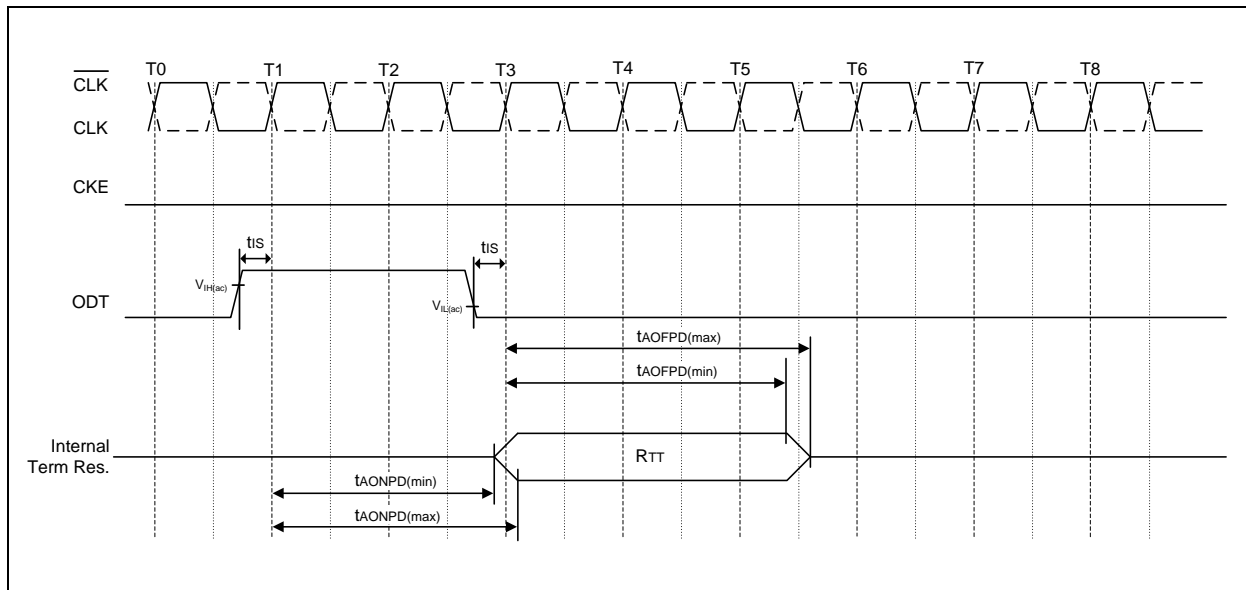 T0 T1 T2 T3 T4 T5 T6 T7 T8
CLK
CLK
CKE
tIS tIS
VIH(ac)
ODT
VIL(ac)
tAOFPD(max)
tAOFPD(min)
Internal
Term Res.
RTT
tAONPD(min)
tAONPD(max)